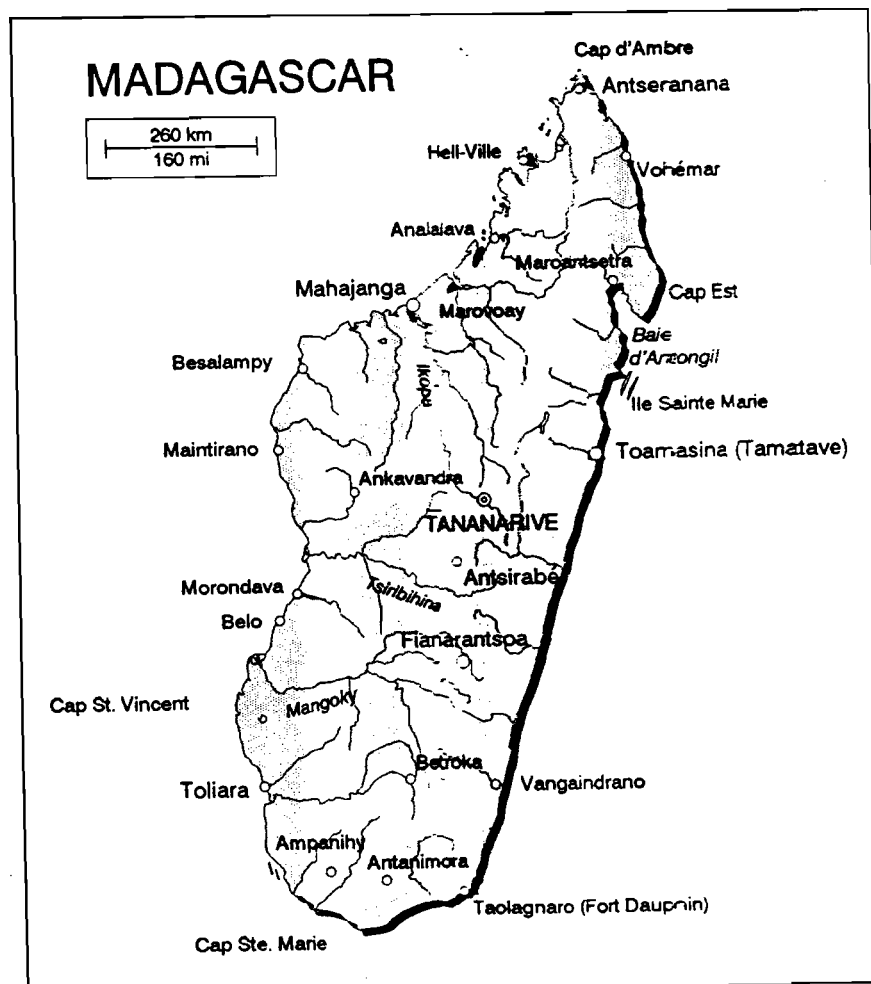 Cap d'Ambre
MADAGASCAR
Antseranana
260 km
160 mi
Hell-Ville
Vohémar
Analalava
Maroantsetra
Mahajanga
Cap Est
Marovoay
Baie
d'Antongil
Besalampy
Ikopu
Ile Sainte Marie
Maintirano
Toamasina (Tamatave)
Ankavandra
TANANARIVE
Antsirabé
Morondava
Tsiribihina
Belo
Fianarantsoa
Cap St. Vincent
Mangoky
Betroka
Toliara
Vangaindrano
Ampanihy
Antanimora
Taolagnaro (Fort Dauphin)
Cap Ste. Marie